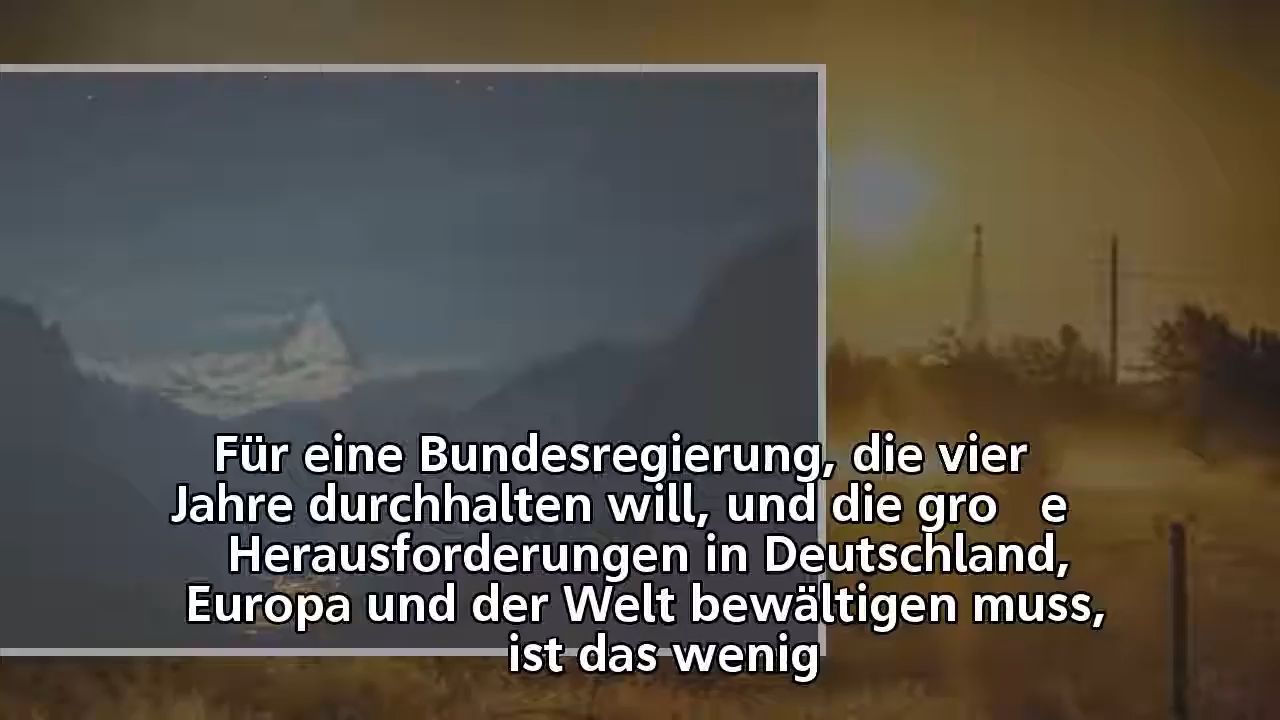 Für eine Bundesregierung, die vier
Jahre durchhalten will, und die gro e
Herausforderungen in Deutschland,
Europa und der Welt bewältigen muss,
ist das wenig